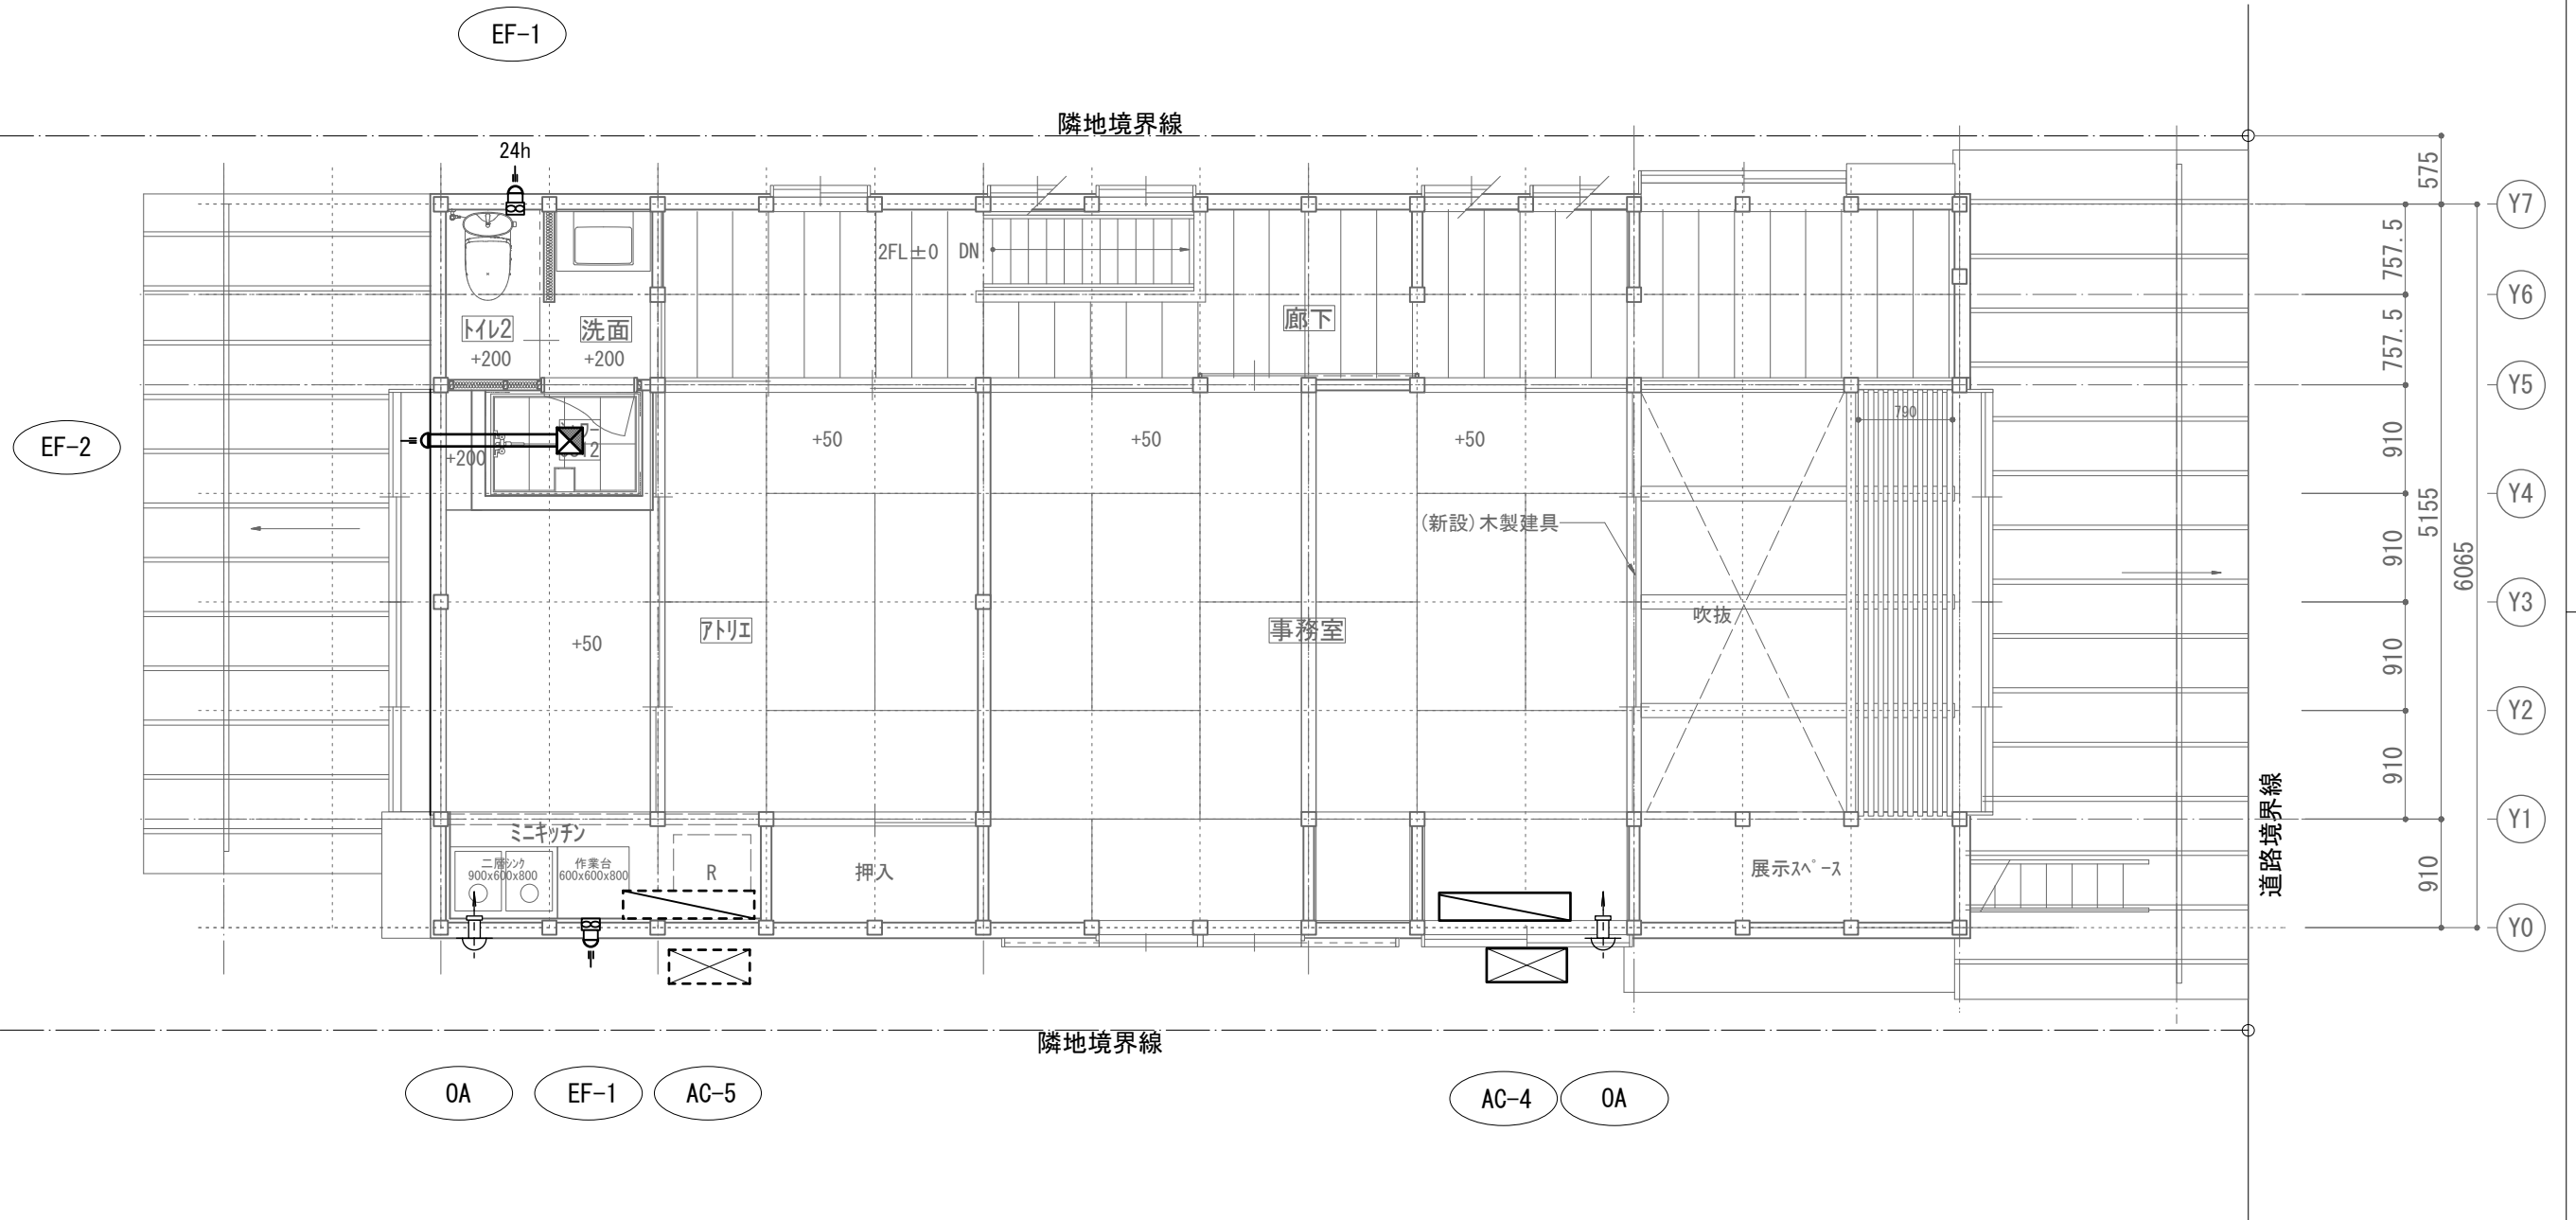 EF-1
隣地境界線
24h
575
Y7
757.5
2FL±0 DN
Y6
廊下
トイレ2
洗面
757.5
+200
+200
Y5
790
EF-2
+50
+50
+50
910
+200
Y4
(新設)木製建具
5155
910
6065
Y3
吹抜
アトリエ
事務室
+50
910
Y2
910
道路境界線
Y1
ミニキッチン
二層シンク
900x600x800
作業台
600x600x800
R
押入
展示スペース
910
Y0
隣地境界線
OA
EF-1
AC-5
AC-4
OA